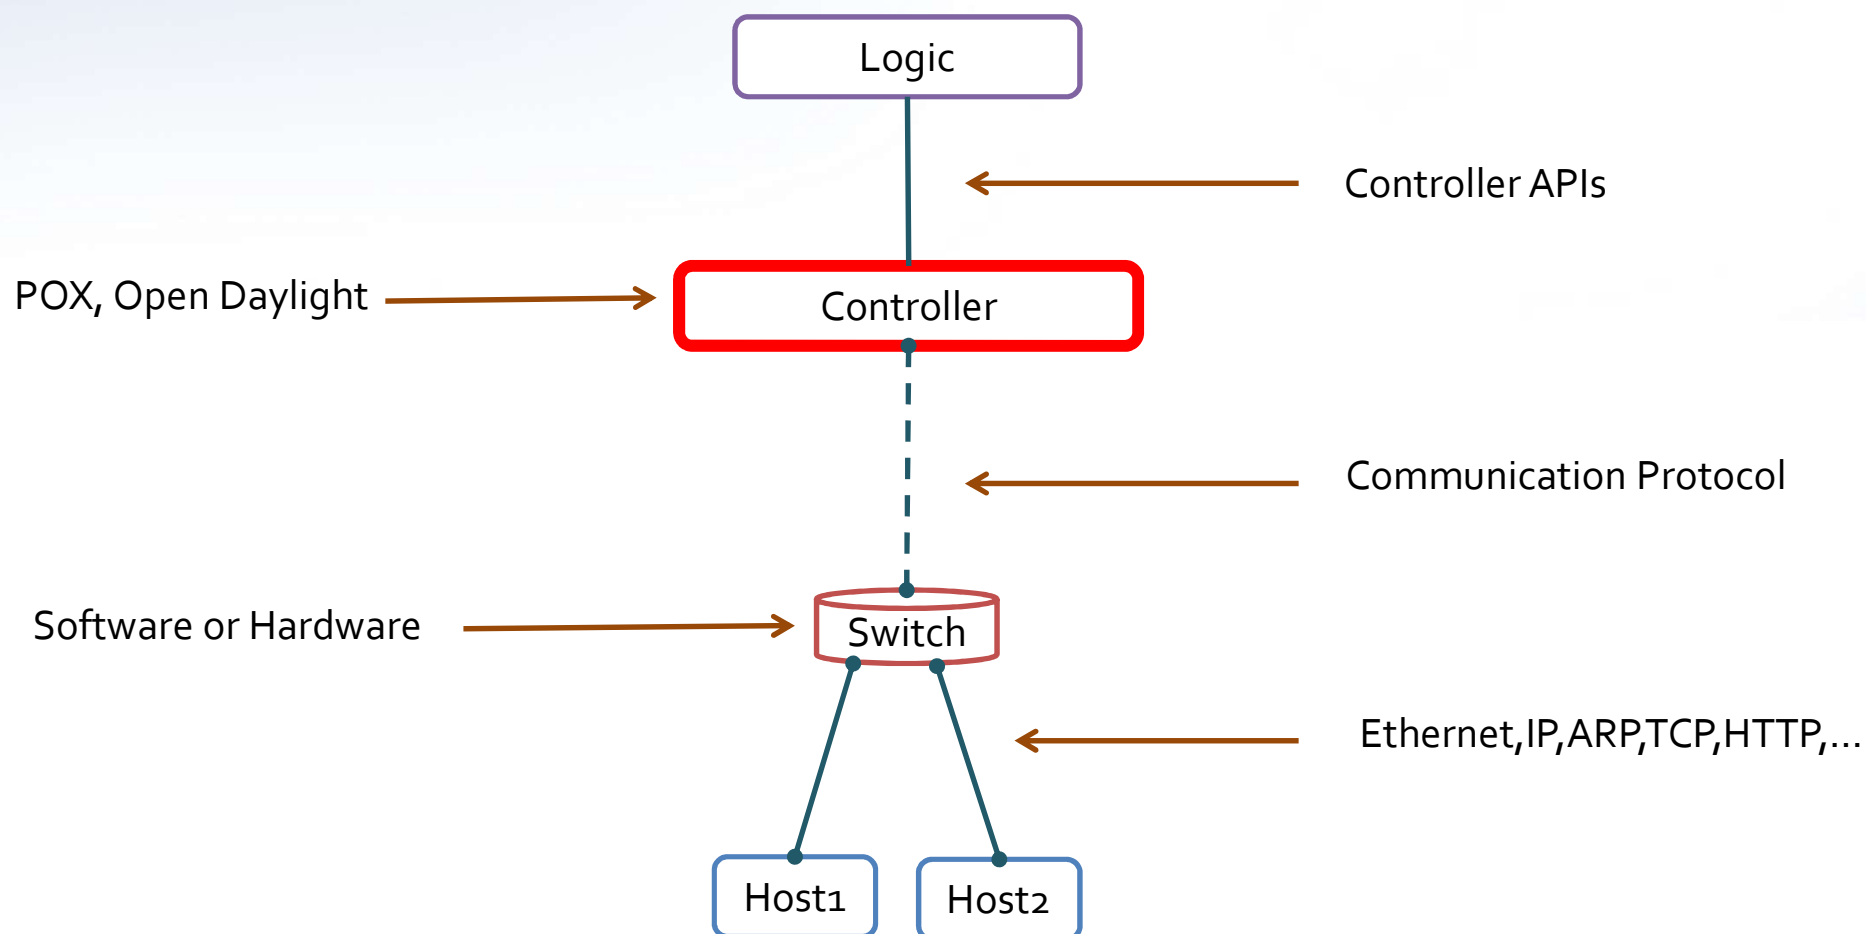 Logic
Controller APIs
POX, Open Daylight
Controller
Communication Protocol
Software or Hardware
Switch
Ethernet,IP,ARP,TCP,HTTP,...
Host1
Host2